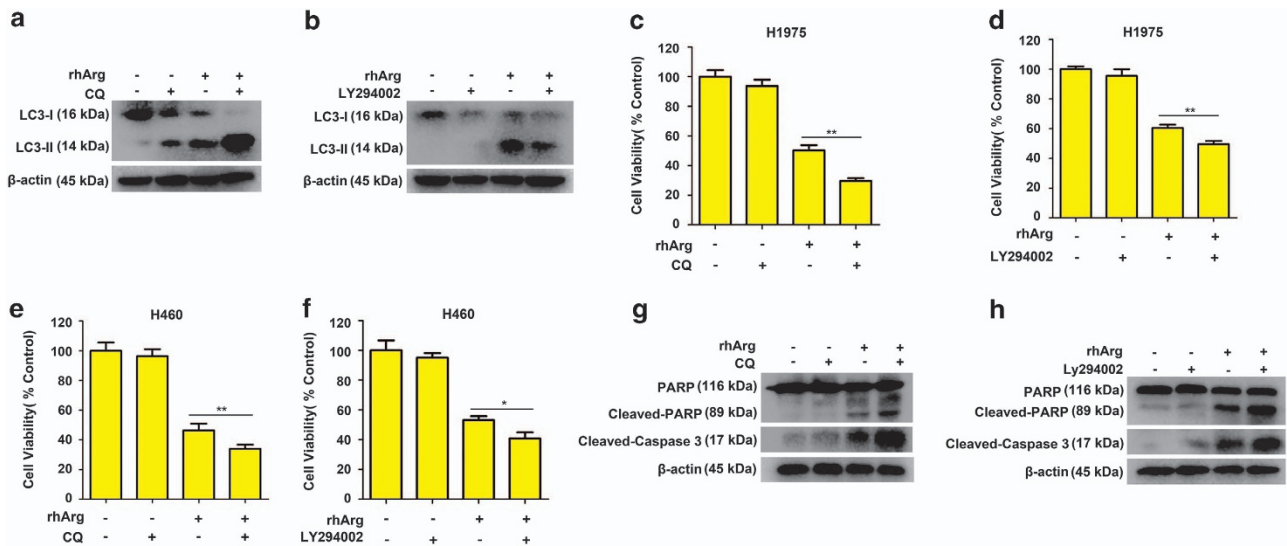 a
rhArg - - + +
CQ - + - +
LC3-I (16 kDa)
LC3-II (14 kDa)
β-actin (45 kDa)
b
rhArg - - + +
LY294002 - + - +
LC3-I (16 kDa)
LC3-II (14 kDa)
β-actin (45 kDa)
c
H1975
Cell Viability( % Control)
120
100
80
60
40
20
0
**
rhArg - - + +
CQ - + - +
d
H1975
Cell Viability( % Control)
120
100
80
60
40
20
0
**
rhArg - - + +
LY294002 - + - +
e
H460
Cell Viability( % Control)
120
100
80
60
40
20
0
**
rhArg - - + +
CQ - + - +
f
H460
Cell Viability( % Control)
120
100
80
60
40
20
0
*
rhArg - - + +
LY294002 - + - +
g
rhArg - - + +
CQ - + - +
PARP (116 kDa)
Cleaved-PARP (89 kDa)
Cleaved-Caspase 3 (17 kDa)
β-actin (45 kDa)
h
rhArg - - + +
Ly294002 - + - +
PARP (116 kDa)
Cleaved-PARP (89 kDa)
Cleaved-Caspase 3 (17 kDa)
β-actin (45 kDa)